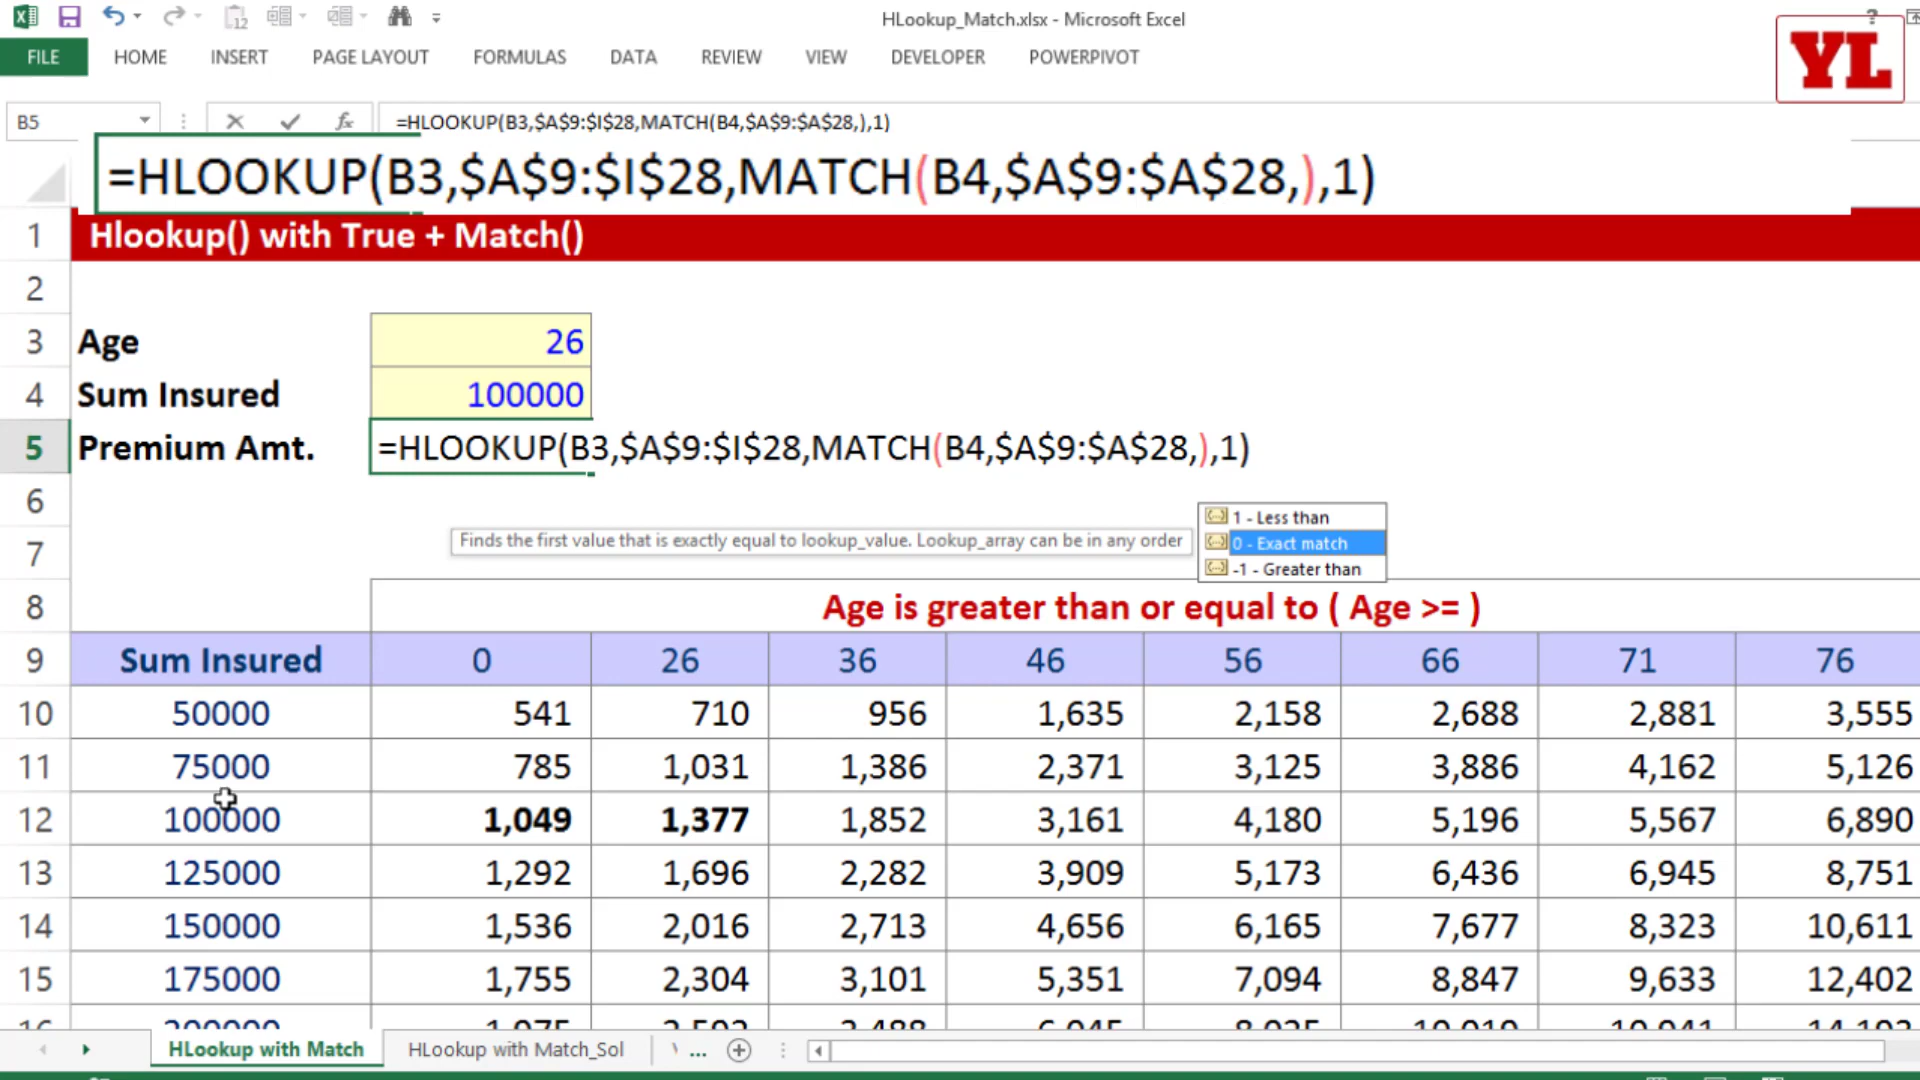 HLookup_Match.xlsx - Microsoft Excel
?
FILE HOME INSERT PAGE LAYOUT FORMULAS DATA REVIEW VIEW DEVELOPER POWERPIVOT
YL
B5 fx =HLOOKUP(B3,$A$9:$I$28,MATCH(B4,$A$9:$A$28,),1)
=HLOOKUP(B3,$A$9:$I$28,MATCH(B4,$A$9:$A$28,),1)
1 Hlookup() with True + Match()
2
3 Age 26
4 Sum Insured 100000
5 Premium Amt. =HLOOKUP(B3,$A$9:$I$28,MATCH(B4,$A$9:$A$28,),1)
6
1 - Less than
Finds the first value that is exactly equal to lookup_value. Lookup_array can be in any order
0 - Exact match
7
-1 - Greater than
8 Age is greater than or equal to ( Age >= )
9 Sum Insured 0 26 36 46 56 66 71 76
10 50000 541 710 956 1,635 2,158 2,688 2,881 3,555
11 75000 785 1,031 1,386 2,371 3,125 3,886 4,162 5,126
12 100000 1,049 1,377 1,852 3,161 4,180 5,196 5,567 6,890
13 125000 1,292 1,696 2,282 3,909 5,173 6,436 6,945 8,751
14 150000 1,536 2,016 2,713 4,656 6,165 7,677 8,323 10,611
15 175000 1,755 2,304 3,101 5,351 7,094 8,847 9,633 12,402
HLookup with Match HLookup with Match_Sol ...